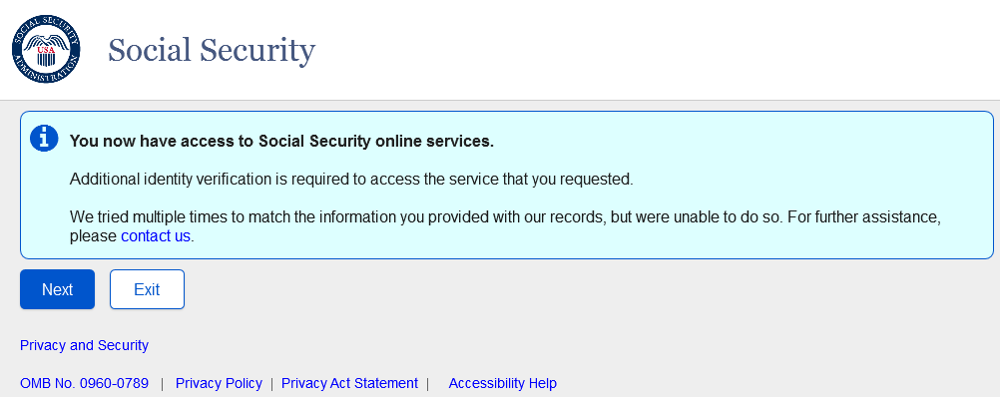 SOCIAL SECURITY
USA
ADMINISTRATION
Social Security
You now have access to Social Security online services.
Additional identity verification is required to access the service that you requested.
We tried multiple times to match the information you provided with our records, but were unable to do so. For further assistance,
please contact us.
Next Exit
Privacy and Security
OMB No. 0960-0789 | Privacy Policy | Privacy Act Statement | Accessibility Help